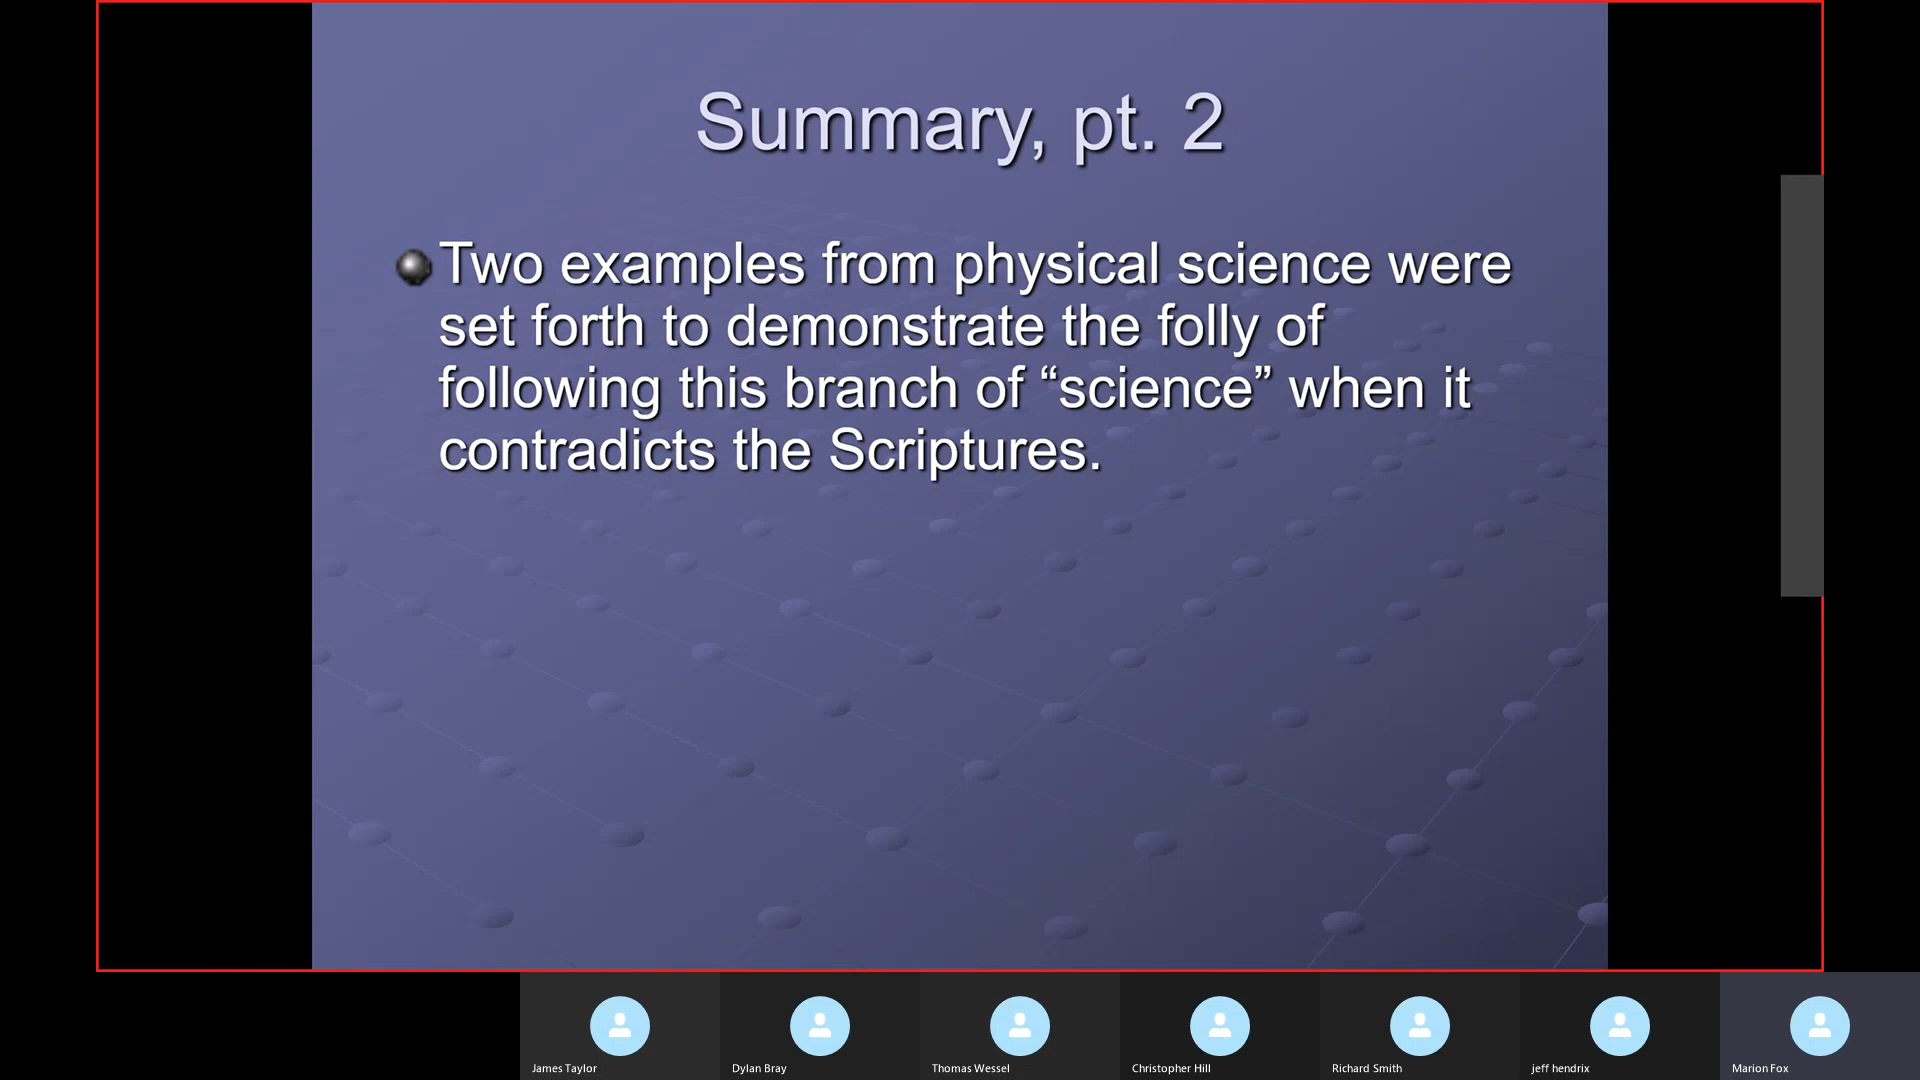 Summary, pt. 2
Two examples from physical science were
set forth to demonstrate the folly of
following this branch of “science” when it
contradicts the Scriptures.
James Taylor
Dylan Bray
Thomas Wessel
Christopher Hill
Richard Smith
jeff hendrix
Marion Fox